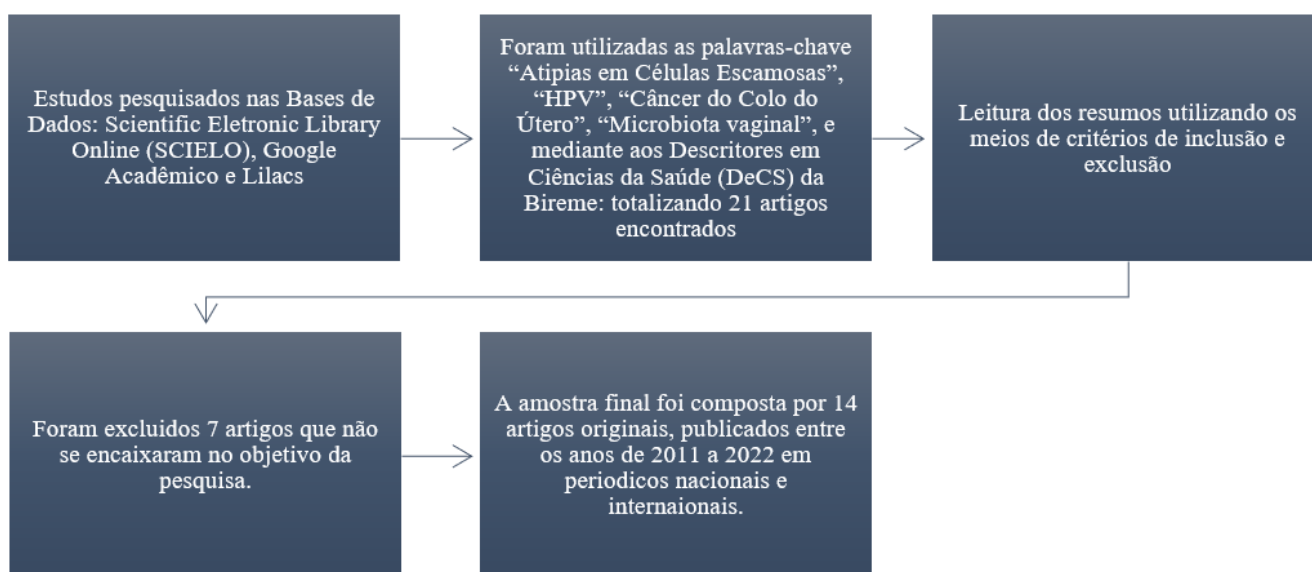 Estudos pesquisados nas Bases de
Dados: Scientific Eletronic Library
Online (SCIELO), Google
Acadêmico e Lilacs
Foram utilizadas as palavras-chave
“Atipias em Células Escamosas”,
“HPV”, “Câncer do Colo do
Útero”, “Microbiota vaginal”, e
mediante aos Descritores em
Ciências da Saúde (DeCS) da
Bireme: totalizando 21 artigos
encontrados
Leitura dos resumos utilizando os
meios de critérios de inclusão e
exclusão
Foram excluidos 7 artigos que não
se encaixaram no objetivo da
pesquisa.
A amostra final foi composta por 14
artigos originais, publicados entre
os anos de 2011 a 2022 em
periodicos nacionais e
internaionais.